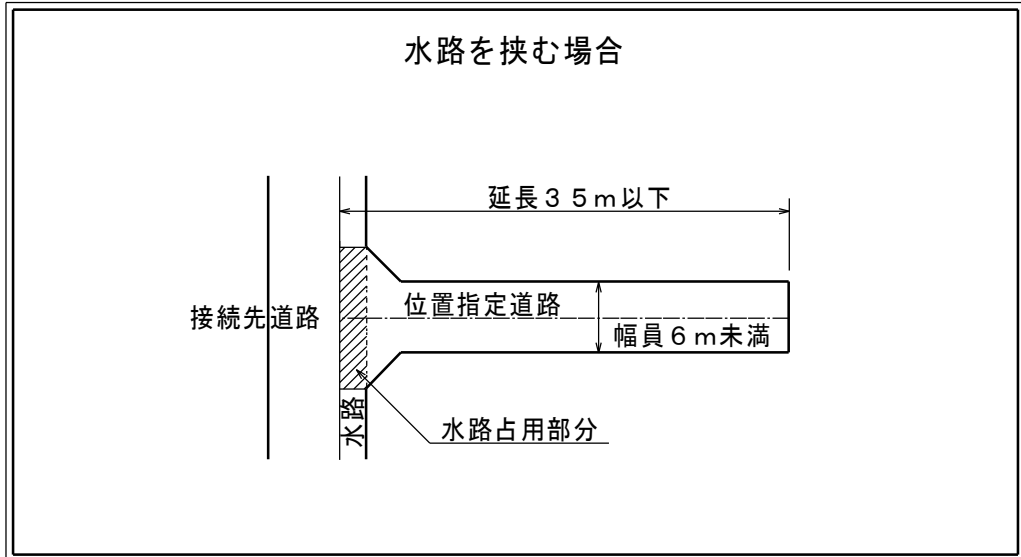 水路を挟む場合
延長３５ｍ以下
位置指定道路
接続先道路
幅員６ｍ未満
水路
水路占用部分